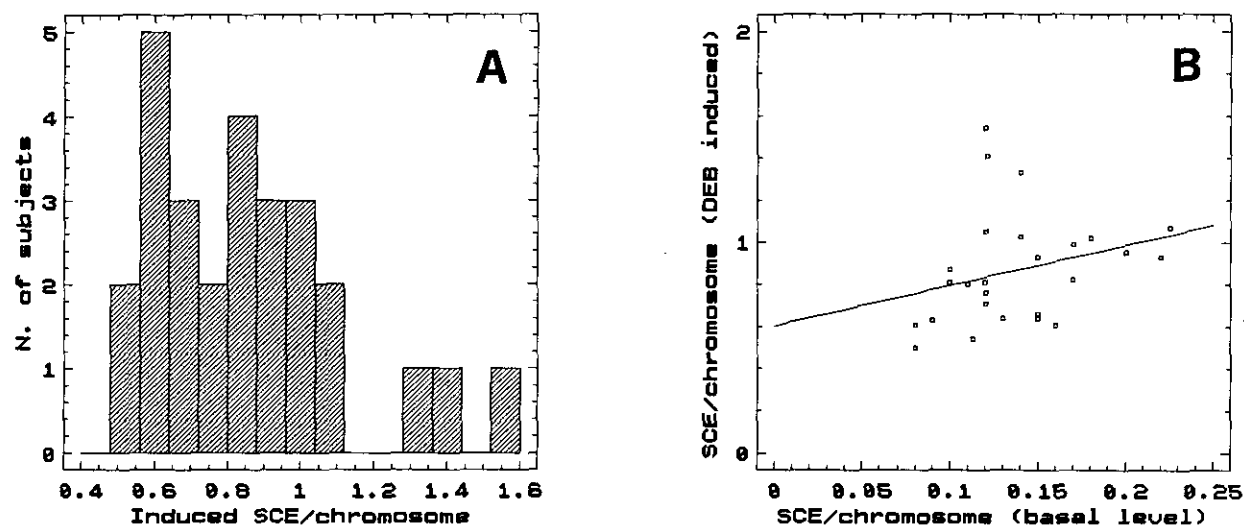 A
N. of subjects
5
4
3
2
1
0
0.4 0.6 0.8 1 1.2 1.4 1.6
Induced SCE/chromosome
B
SCE/chromosome (DEB induced)
2
1
0
0 0.05 0.1 0.15 0.2 0.25
SCE/chromosome (basal level)